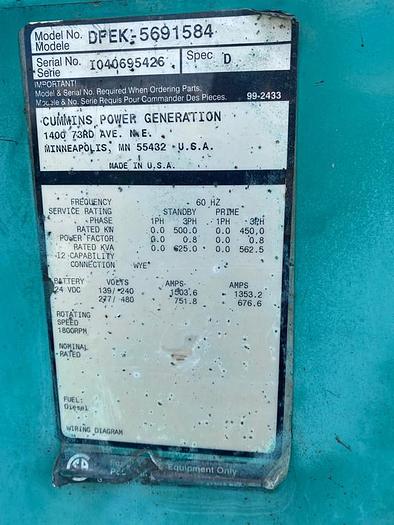 Model No. DFEK-5691584
Modele
Serial No. I040695426 Spec D
Serie
IMPORTANT!
Model & Serial No. Required When Ordering Parts.
Modele & No. Serie Requis Pour Commander Des Pieces. 99-2433
CUMMINS POWER GENERATION
1400 73RD AVE. N.E.
MINNEAPOLIS, MN 55432 U.S.A.
MADE IN U.S.A.
FREQUENCY 60 HZ
SERVICE RATING STANDBY PRIME
PHASE 1PH 3PH 1PH 3PH
RATED KW 0.0 500.0 0.0 450.0
POWER FACTOR 0.0 0.8 0.0 0.8
RATED KVA 0.0 625.0 0.0 562.5
-12 CAPABILITY
CONNECTION WYE
BATTERY VOLTS AMPS AMPS
24 VDC 139/ 240 1503.6 1353.2
277/ 480 751.8 676.6
ROTATING
SPEED
1800RPM
NOMINAL
RATED
FUEL:
Diesel
WIRING DIAGRAM
Equipment Only